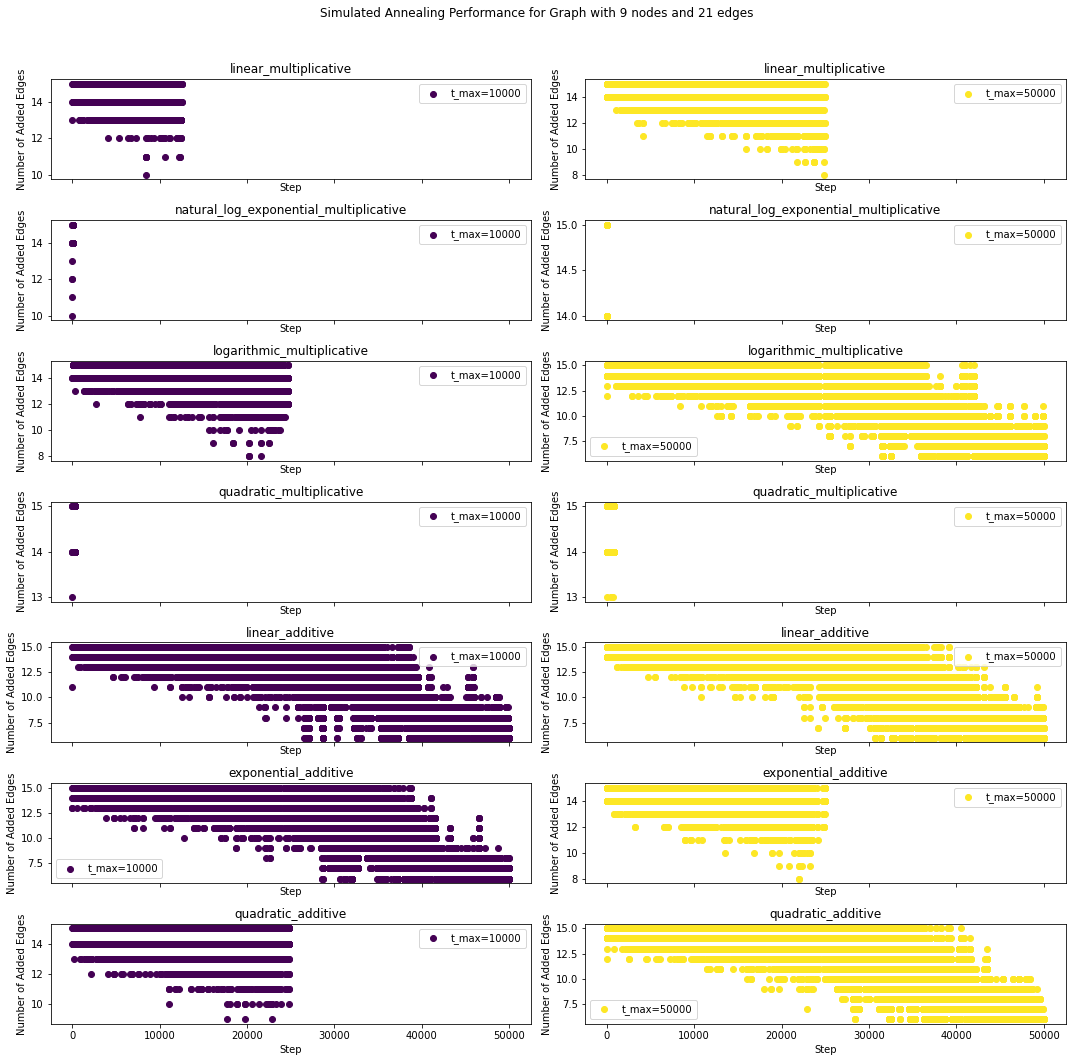 Simulated Annealing Performance for Graph with 9 nodes and 21 edges
linear_multiplicative
Number of Added Edges
14
12
10
t_max=10000
Step
linear_multiplicative
Number of Added Edges
14
12
10
8
t_max=50000
Step
natural_log_exponential_multiplicative
Number of Added Edges
14
12
10
t_max=10000
Step
natural_log_exponential_multiplicative
Number of Added Edges
15.0
14.5
14.0
t_max=50000
Step
logarithmic_multiplicative
Number of Added Edges
14
12
10
8
t_max=10000
Step
logarithmic_multiplicative
Number of Added Edges
15.0
12.5
10.0
7.5
t_max=50000
Step
quadratic_multiplicative
Number of Added Edges
15
14
13
t_max=10000
Step
quadratic_multiplicative
Number of Added Edges
15
14
13
t_max=50000
Step
linear_additive
Number of Added Edges
15.0
12.5
10.0
7.5
t_max=10000
Step
linear_additive
Number of Added Edges
15.0
12.5
10.0
7.5
t_max=50000
Step
exponential_additive
Number of Added Edges
15.0
12.5
10.0
7.5
t_max=10000
Step
exponential_additive
Number of Added Edges
14
12
10
8
t_max=50000
Step
quadratic_additive
Number of Added Edges
14
12
10
t_max=10000
0 10000 20000 30000 40000 50000
Step
quadratic_additive
Number of Added Edges
15.0
12.5
10.0
7.5
t_max=50000
0 10000 20000 30000 40000 50000
Step